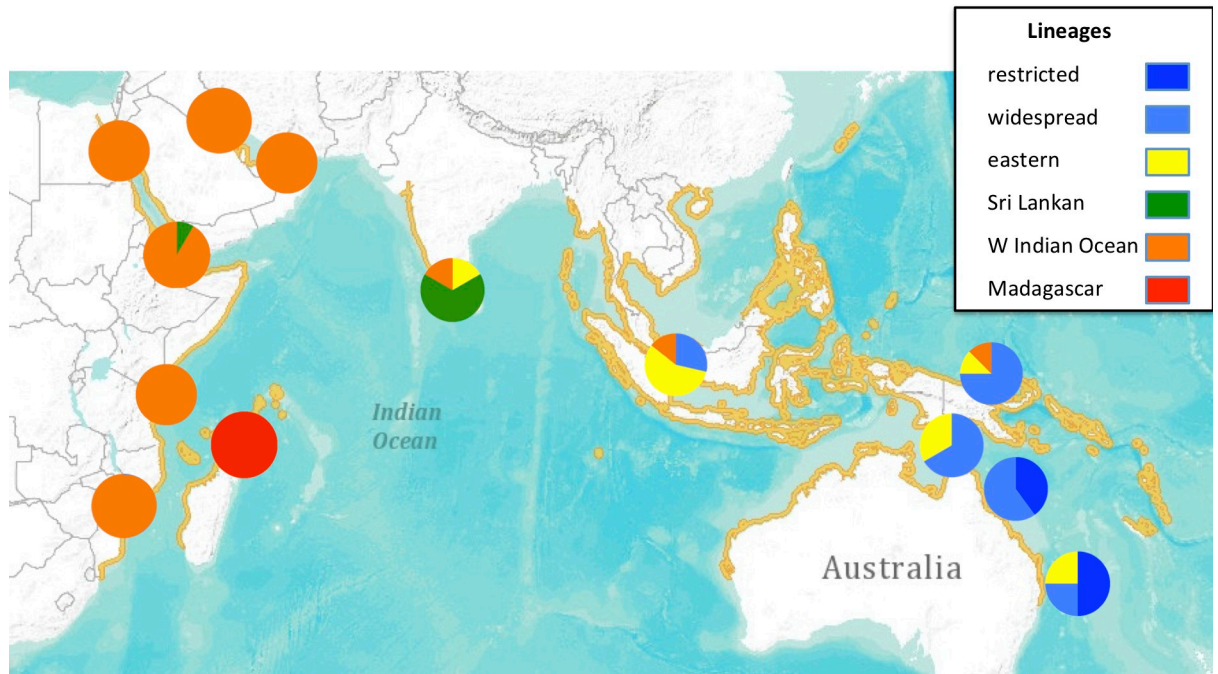 Lineages
restricted
widespread
eastern
Sri Lankan
W Indian Ocean
Madagascar
Indian
Ocean
Australia